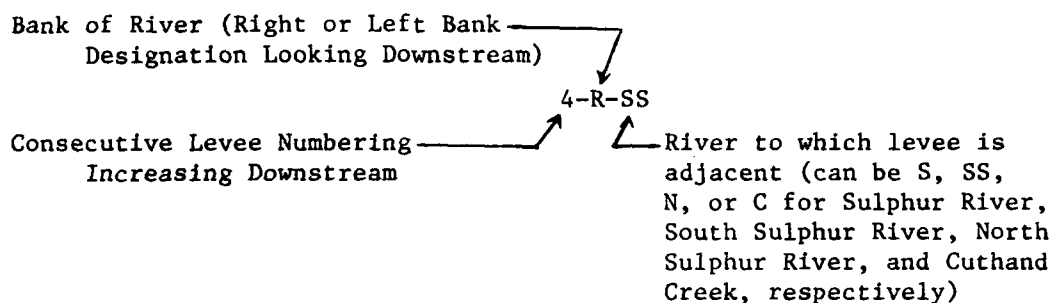 Bank of River (Right or Left Bank
Designation Looking Downstream)
4-R-SS
Consecutive Levee Numbering
Increasing Downstream
River to which levee is
adjacent (can be S, SS,
N, or C for Sulphur River,
South Sulphur River, North
Sulphur River, and Cuthand
Creek, respectively)